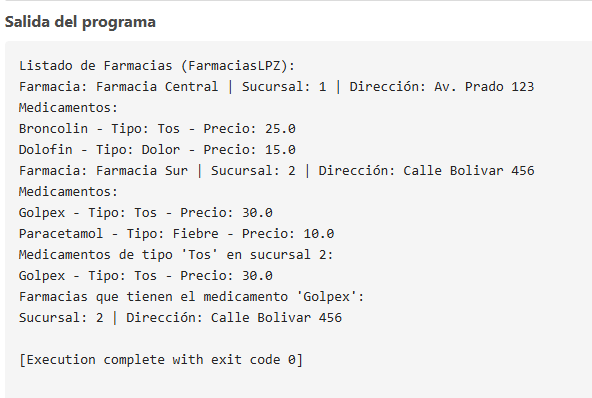 Salida del programa
Listado de Farmacias (FarmaciasLPZ):
Farmacia: Farmacia Central | Sucursal: 1 | Dirección: Av. Prado 123
Medicamentos:
Broncolin - Tipo: Tos - Precio: 25.0
Dolofin - Tipo: Dolor - Precio: 15.0
Farmacia: Farmacia Sur | Sucursal: 2 | Dirección: Calle Bolivar 456
Medicamentos:
Golpex - Tipo: Tos - Precio: 30.0
Paracetamol - Tipo: Fiebre - Precio: 10.0
Medicamentos de tipo 'Tos' en sucursal 2:
Golpex - Tipo: Tos - Precio: 30.0
Farmacias que tienen el medicamento 'Golpex':
Sucursal: 2 | Dirección: Calle Bolivar 456
[Execution complete with exit code 0]